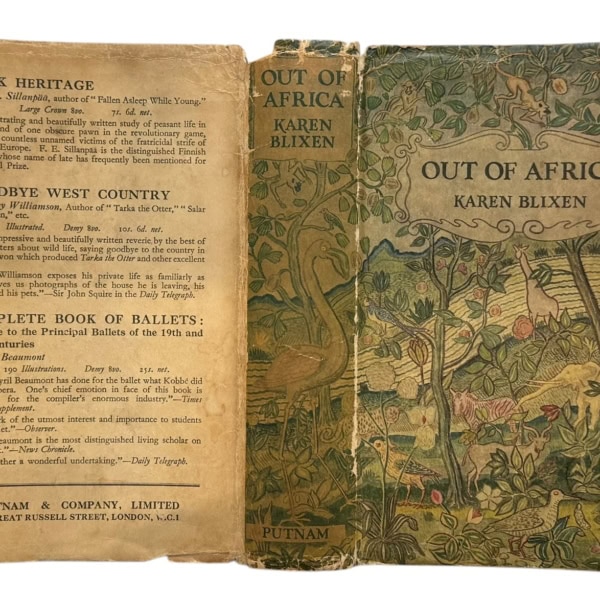 K HERITAGE
. Sillanpää, author of "Fallen Asleep While Young."
Large Crown 8vo. 7s. 6d. net.
trating and beautifully written study of peasant life in
nd of one obscure pawn in the revolutionary game,
countless unnamed victims of the fratricidal strife of
Europe. F. E. Sillanpää is the distinguished Finnish
whose name of late has frequently been mentioned for
l Prize.
DBYE WEST COUNTRY
y Williamson, Author of "Tarka the Otter," "Salar
n," etc.
Illustrated. Demy 8vo. 10s. 6d. net.
mpressive and beautifully written reverie, by the best of
ters about wild life, saying goodbye to the country in
won which produced Tarka the Otter and other excellent
Williamson exposes his private life as familiarly as
ves us photographs of the house he is leaving, his
d his pets."—Sir John Squire in the Daily Telegraph.
PLETE BOOK OF BALLETS:
e to the Principal Ballets of the 19th and
enturies
Beaumont
190 Illustrations. Demy 8vo. 25s. net.
yril Beaumont has done for the ballet what Kobbé did
pera. One's chief emotion in face of this book is
for the compiler's enormous industry."—Times
pplement.
rk of the utmost interest and importance to students
t."—Observer.
eaumont is the most distinguished living scholar on
."—News Chronicle.
ther a wonderful undertaking."—Daily Telegraph.
TNAM & COMPANY, LIMITED
REAT RUSSELL STREET, LONDON, W.C.1
OUT OF
AFRICA
KAREN
BLIXEN
PUTNAM
OUT OF AFRIC
KAREN BLIXEN